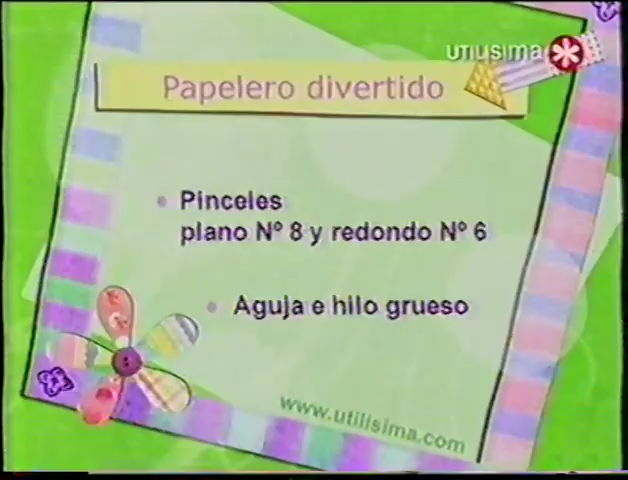 utilisima
Papelero divertido
• Pinceles
plano Nº 8 y redondo Nº 6
• Aguja e hilo grueso
www.utilisima.com